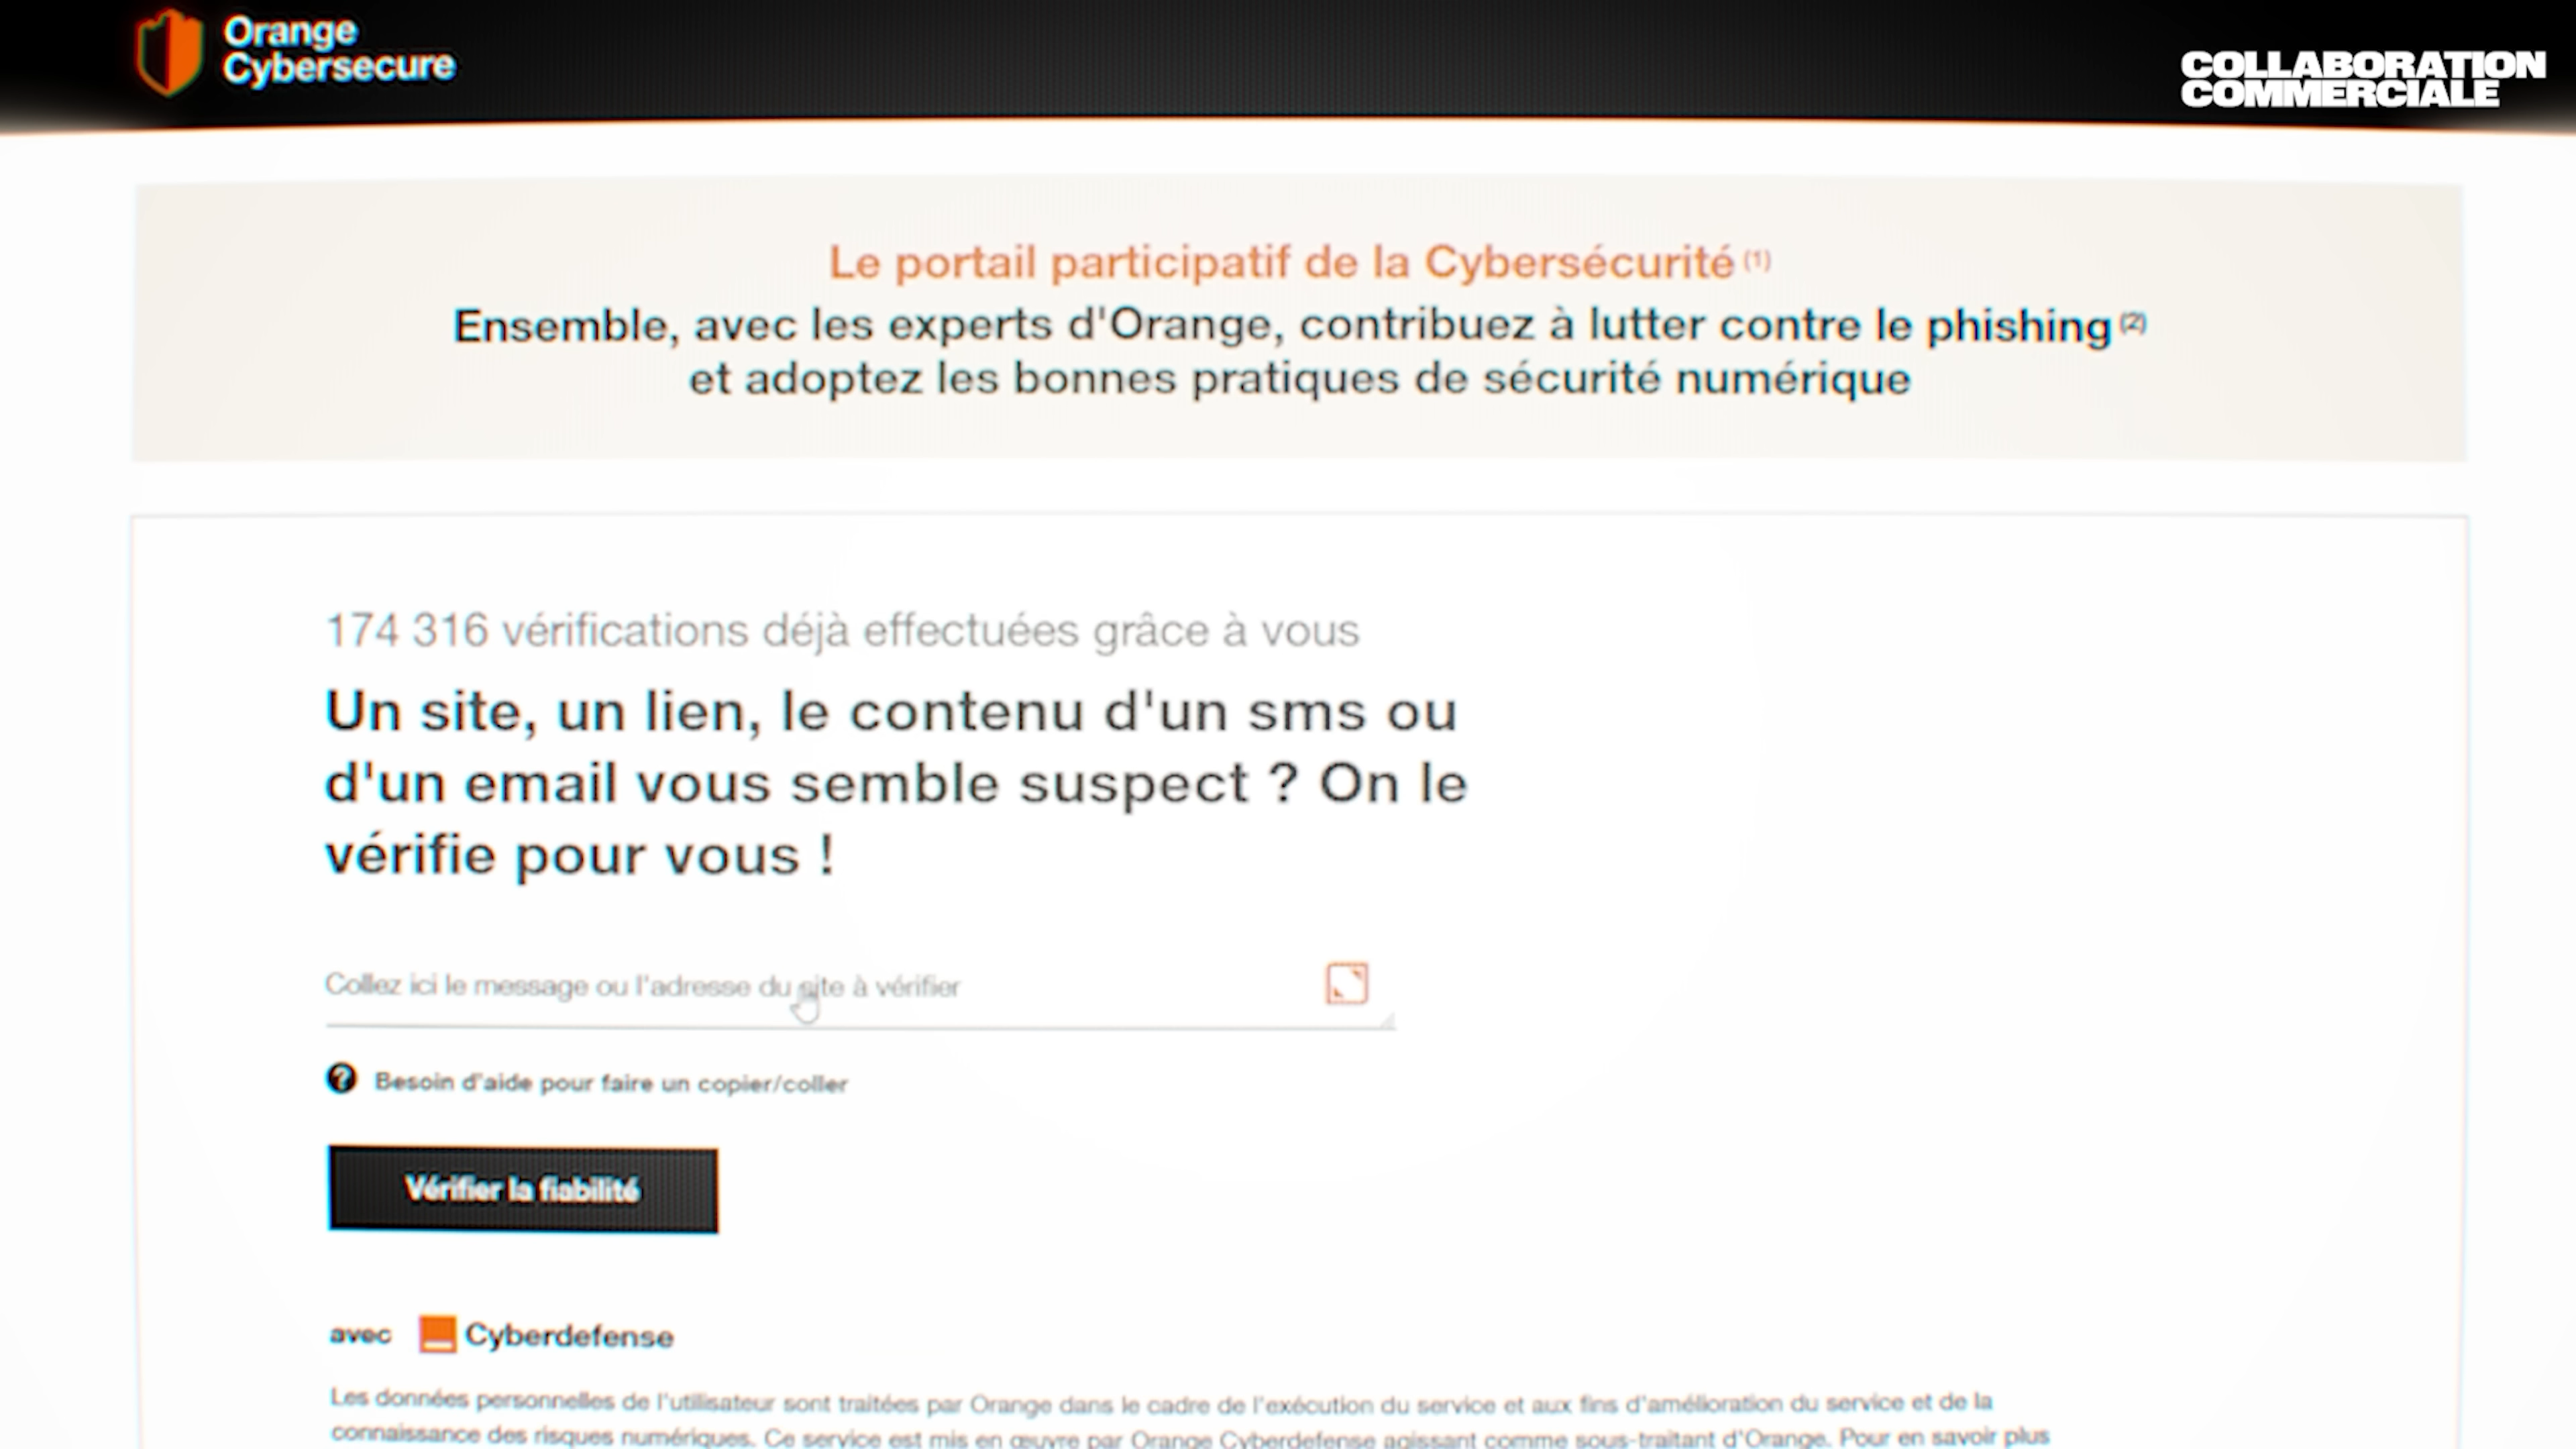 Orange
Cybersecure
COLLABORATION
COMMERCIALE
Le portail participatif de la Cybersécurité (1)
Ensemble, avec les experts d'Orange, contribuez à lutter contre le phishing (2)
et adoptez les bonnes pratiques de sécurité numérique
174 316 vérifications déjà effectuées grâce à vous
Un site, un lien, le contenu d'un sms ou
d'un email vous semble suspect ? On le
vérifie pour vous !
Collez ici le message ou l'adresse du site à vérifier
Besoin d'aide pour faire un copier/coller
Vérifier la fiabilité
avec Cyberdefense
Les données personnelles de l'utilisateur sont traitées par Orange dans le cadre de l'exécution du service et aux fins d'amélioration du service et de la
connaissance des risques numériques. Ce service est mis en œuvre par Orange Cyberdefense agissant comme sous-traitant d'Orange. Pour en savoir plus